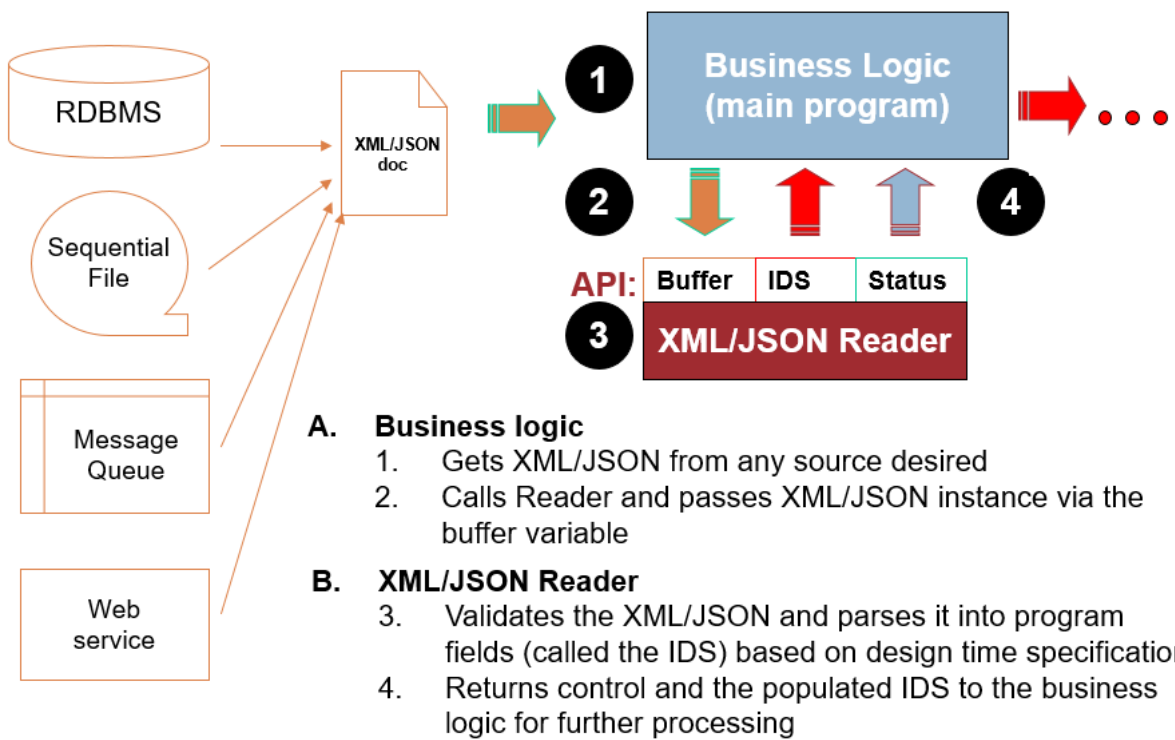 RDBMS
Sequential
File
Message
Queue
Web
service
XML/JSON
doc
1
Business Logic
(main program)
2
4
API:
Buffer
IDS
Status
3
XML/JSON Reader
A. Business logic
1. Gets XML/JSON from any source desired
2. Calls Reader and passes XML/JSON instance via the
buffer variable
B. XML/JSON Reader
3. Validates the XML/JSON and parses it into program
fields (called the IDS) based on design time specification
4. Returns control and the populated IDS to the business
logic for further processing